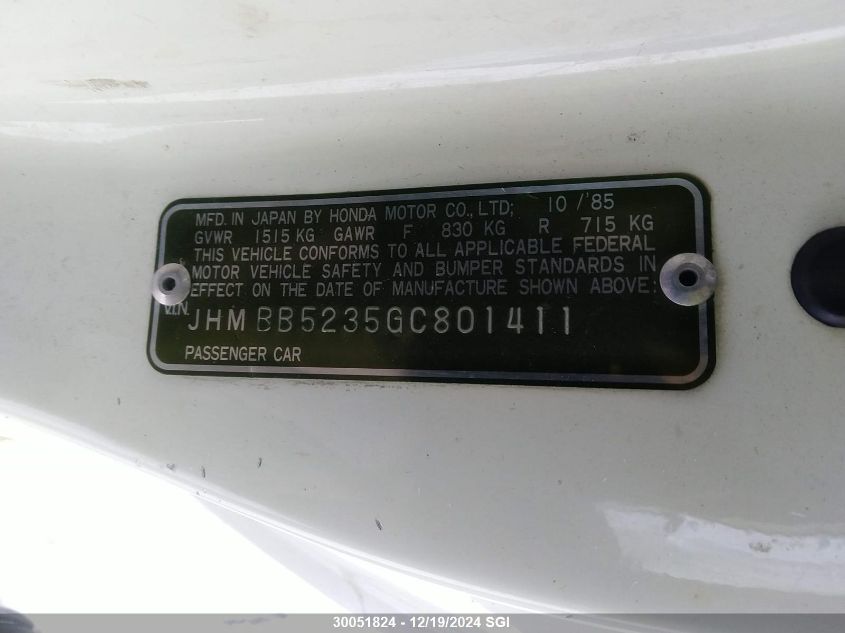 MFD. IN JAPAN BY HONDA MOTOR CO., LTD; 10 /'85
GVWR 1515 KG GAWR F 830 KG R 715 KG
THIS VEHICLE CONFORMS TO ALL APPLICABLE FEDERAL
MOTOR VEHICLE SAFETY AND BUMPER STANDARDS IN
EFFECT ON THE DATE OF MANUFACTURE SHOWN ABOVE:
V.I.N. JHMBB5235GC801411
PASSENGER CAR
30051824 - 12/19/2024 SGI